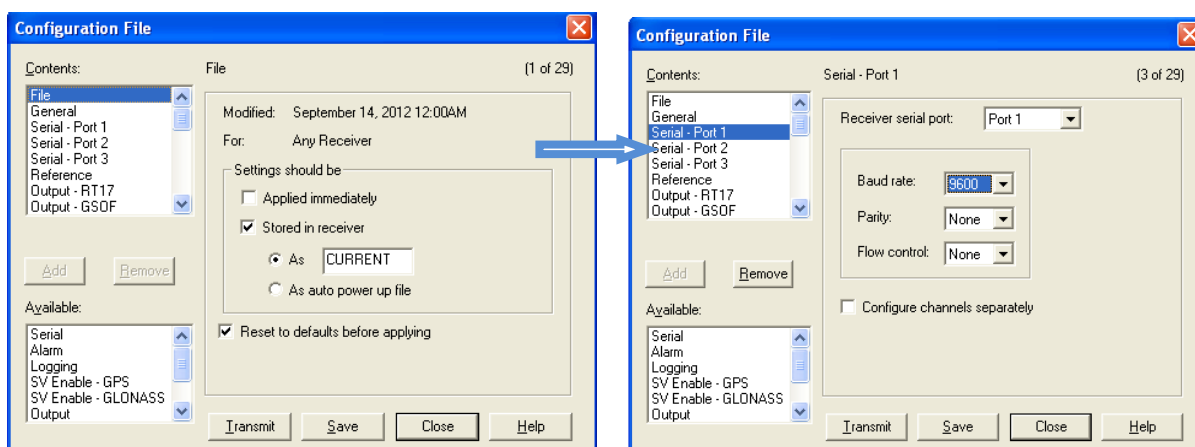 Configuration File
Contents:
File
(1 of 29)
File
General
Serial - Port 1
Serial - Port 2
Serial - Port 3
Reference
Output - RT17
Output - GSOF
Modified: September 14, 2012 12:00AM
For: Any Receiver
Settings should be
Applied immediately
Stored in receiver
As CURRENT
As auto power up file
Add Remove
Available:
Serial
Alarm
Logging
SV Enable - GPS
SV Enable - GLONASS
Output
Reset to defaults before applying
Transmit Save Close Help
Configuration File
Contents:
Serial - Port 1
(3 of 29)
File
General
Serial - Port 1
Serial - Port 2
Serial - Port 3
Reference
Output - RT17
Output - GSOF
Receiver serial port: Port 1
Baud rate: 9600
Parity: None
Flow control: None
Add Remove
Configure channels separately
Available:
Serial
Alarm
Logging
SV Enable - GPS
SV Enable - GLONASS
Output
Transmit Save Close Help